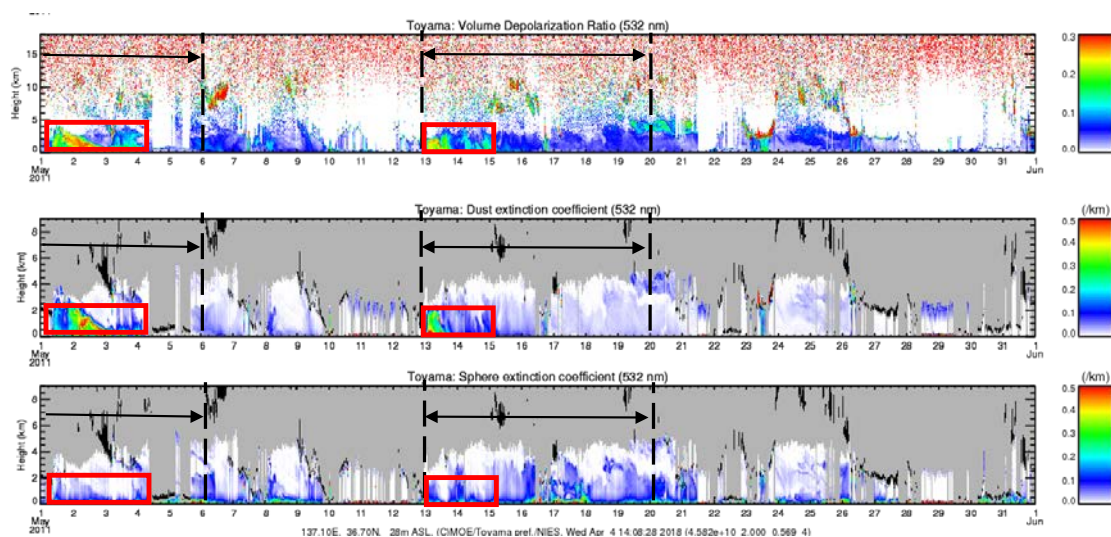 Toyama: Volume Depolarization Ratio (532 nm)
Height (km)
15
10
5
0
1 2 3 4 5 6 7 8 9 10 11 12 13 14 15 16 17 18 19 20 21 22 23 24 25 26 27 28 29 30 31 1
May Jun
2011
0.3
0.2
0.1
0.0
Toyama: Dust extinction coefficient (532 nm)
(/km)
Height (km)
8
6
4
2
0
1 2 3 4 5 6 7 8 9 10 11 12 13 14 15 16 17 18 19 20 21 22 23 24 25 26 27 28 29 30 31 1
May Jun
2011
0.5
0.4
0.3
0.2
0.1
0.0
Toyama: Sphere extinction coefficient (532 nm)
(/km)
Height (km)
8
6
4
2
0
1 2 3 4 5 6 7 8 9 10 11 12 13 14 15 16 17 18 19 20 21 22 23 24 25 26 27 28 29 30 31 1
May Jun
2011
0.5
0.4
0.3
0.2
0.1
0.0
137.10E, 36.70N, 28m ASL, (C)MOE/Toyama pref./NIES, Wed Apr 4 14:08:28 2018 (4.582e+10 2.000 0.569 4)